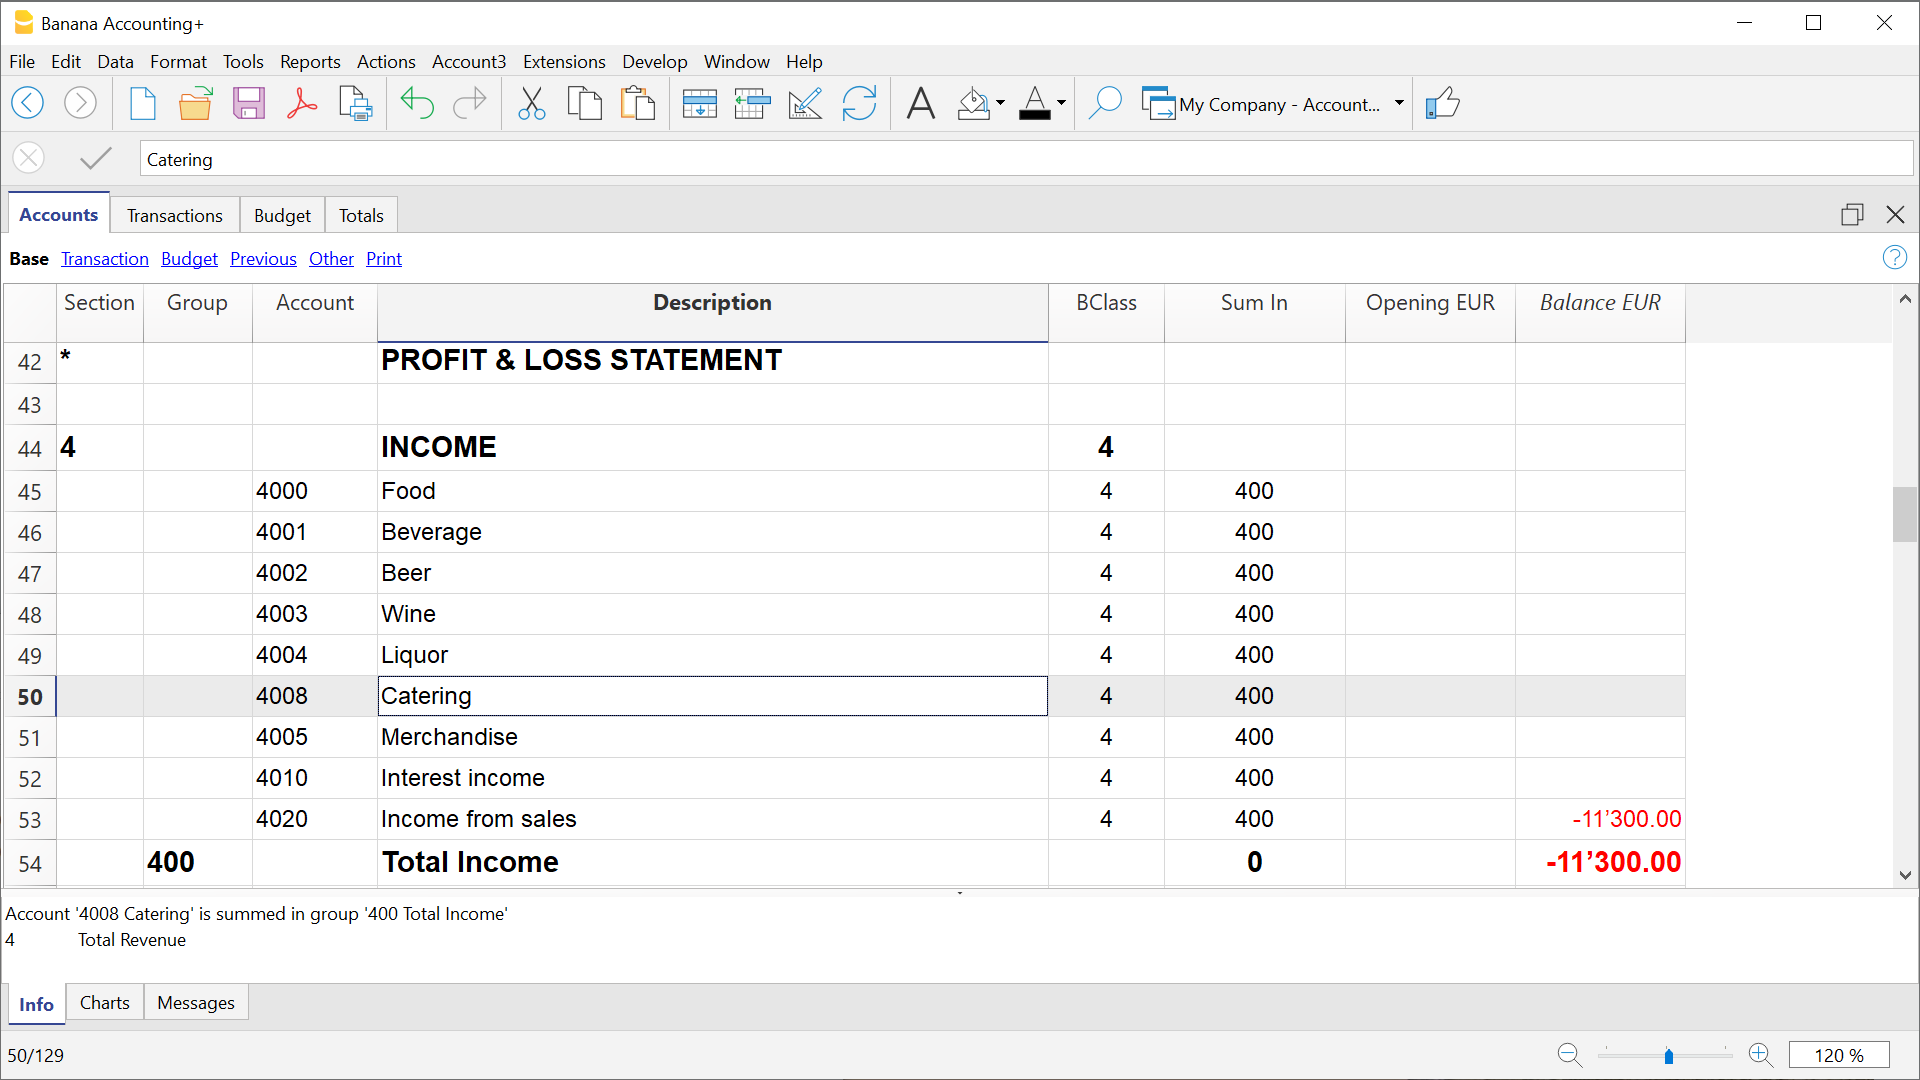 Banana Accounting+
File Edit Data Format Tools Reports Actions Account3 Extensions Develop Window Help
My Company - Account...
Catering
Accounts Transactions Budget Totals
Base Transaction Budget Previous Other Print
Section Group Account Description BClass Sum In Opening EUR Balance EUR
42 * PROFIT & LOSS STATEMENT
43
44 4 INCOME 4
45 4000 Food 4 400
46 4001 Beverage 4 400
47 4002 Beer 4 400
48 4003 Wine 4 400
49 4004 Liquor 4 400
50 4008 Catering 4 400
51 4005 Merchandise 4 400
52 4010 Interest income 4 400
53 4020 Income from sales 4 400 -11’300.00
54 400 Total Income 0 -11’300.00
Account '4008 Catering' is summed in group '400 Total Income'
4 Total Revenue
Info Charts Messages
50/129 120 %